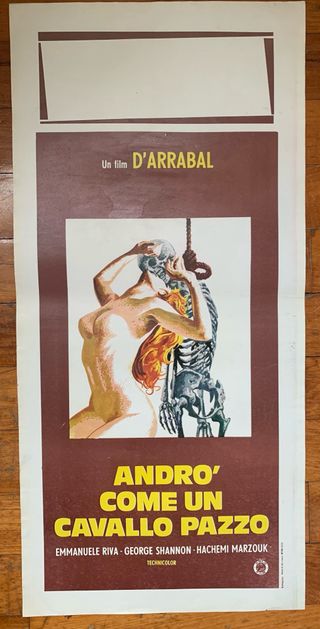 Un film D'ARRABAL
ANDRO'
COME UN
CAVALLO PAZZO
EMMANUELE RIVA · GEORGE SHANNON · HACHEMI MARZOUK
TECHNICOLOR